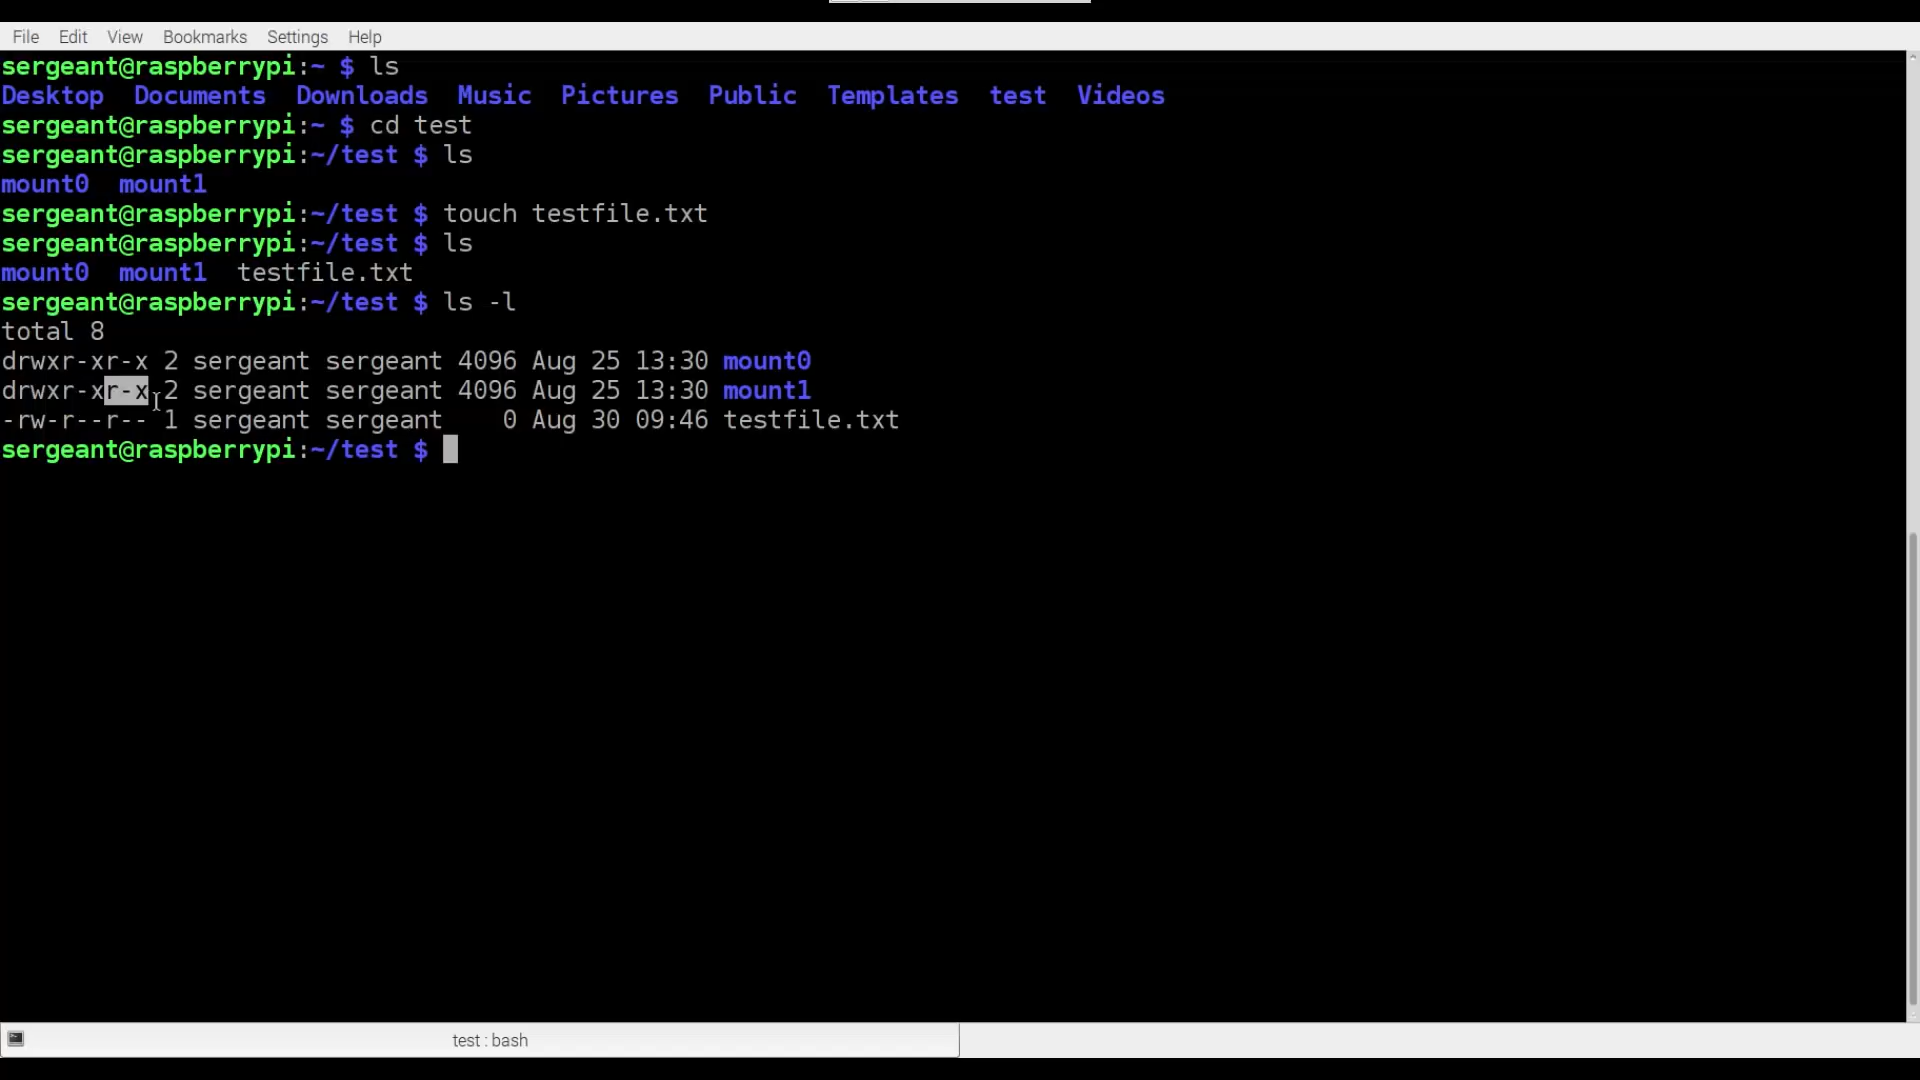 File Edit View Bookmarks Settings Help
sergeant@raspberrypi:~ $ ls
Desktop Documents Downloads Music Pictures Public Templates test Videos
sergeant@raspberrypi:~ $ cd test
sergeant@raspberrypi:~/test $ ls
mount0 mount1
sergeant@raspberrypi:~/test $ touch testfile.txt
sergeant@raspberrypi:~/test $ ls
mount0 mount1 testfile.txt
sergeant@raspberrypi:~/test $ ls -l
total 8
drwxr-xr-x 2 sergeant sergeant 4096 Aug 25 13:30 mount0
drwxr-xr-x 2 sergeant sergeant 4096 Aug 25 13:30 mount1
-rw-r--r-- 1 sergeant sergeant    0 Aug 30 09:46 testfile.txt
sergeant@raspberrypi:~/test $
test : bash